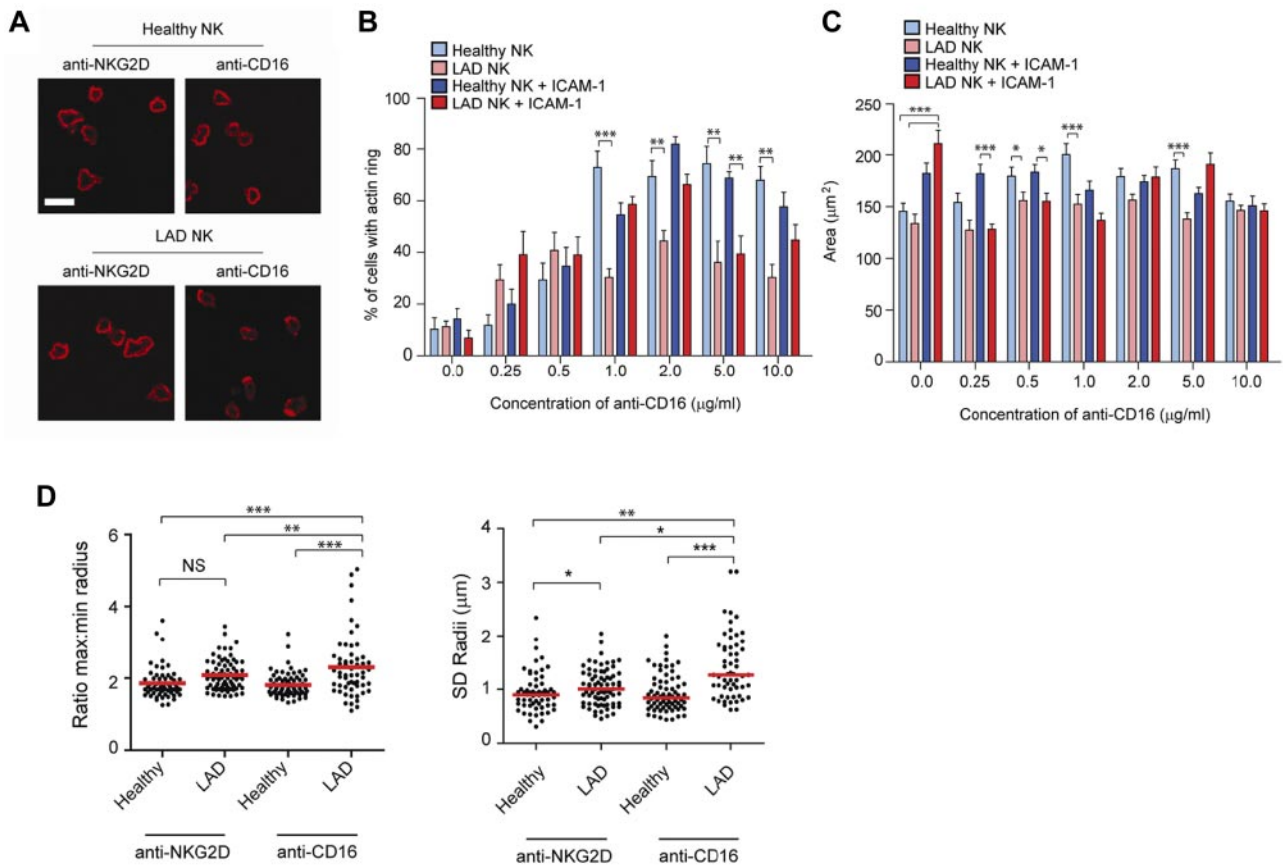 A
Healthy NK
anti-NKG2D anti-CD16
LAD NK
anti-NKG2D anti-CD16
B
Healthy NK
LAD NK
Healthy NK + ICAM-1
LAD NK + ICAM-1
% of cells with actin ring
100
80
60
40
20
0
*** ** ** ** **
0.0 0.25 0.5 1.0 2.0 5.0 10.0
Concentration of anti-CD16 (μg/ml)
C
Healthy NK
LAD NK
Healthy NK + ICAM-1
LAD NK + ICAM-1
Area (μm²)
250
200
150
100
50
0
*** *** * * *** ***
0.0 0.25 0.5 1.0 2.0 5.0 10.0
Concentration of anti-CD16 (μg/ml)
D
Ratio max:min radius
6
4
2
0
***
**
***
NS
Healthy LAD Healthy LAD
anti-NKG2D anti-CD16
SD Radii (μm)
4
3
2
1
0
**
*
***
*
Healthy LAD Healthy LAD
anti-NKG2D anti-CD16